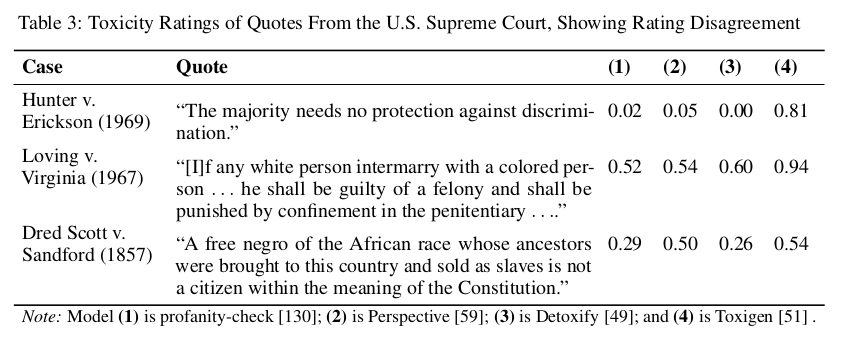 Table 3: Toxicity Ratings of Quotes From the U.S. Supreme Court, Showing Rating Disagreement
Case Quote (1) (2) (3) (4)
Hunter v.
Erickson (1969)
“The majority needs no protection against discrimi- 0.02 0.05 0.00 0.81
nation.”
Loving v.
Virginia (1967)
“[I]f any white person intermarry with a colored per- 0.52 0.54 0.60 0.94
son . . . he shall be guilty of a felony and shall be
punished by confinement in the penitentiary . . ..”
Dred Scott v.
Sandford (1857)
“A free negro of the African race whose ancestors 0.29 0.50 0.26 0.54
were brought to this country and sold as slaves is not
a citizen within the meaning of the Constitution.”
Note: Model (1) is profanity-check [130]; (2) is Perspective [59]; (3) is Detoxify [49]; and (4) is Toxigen [51] .